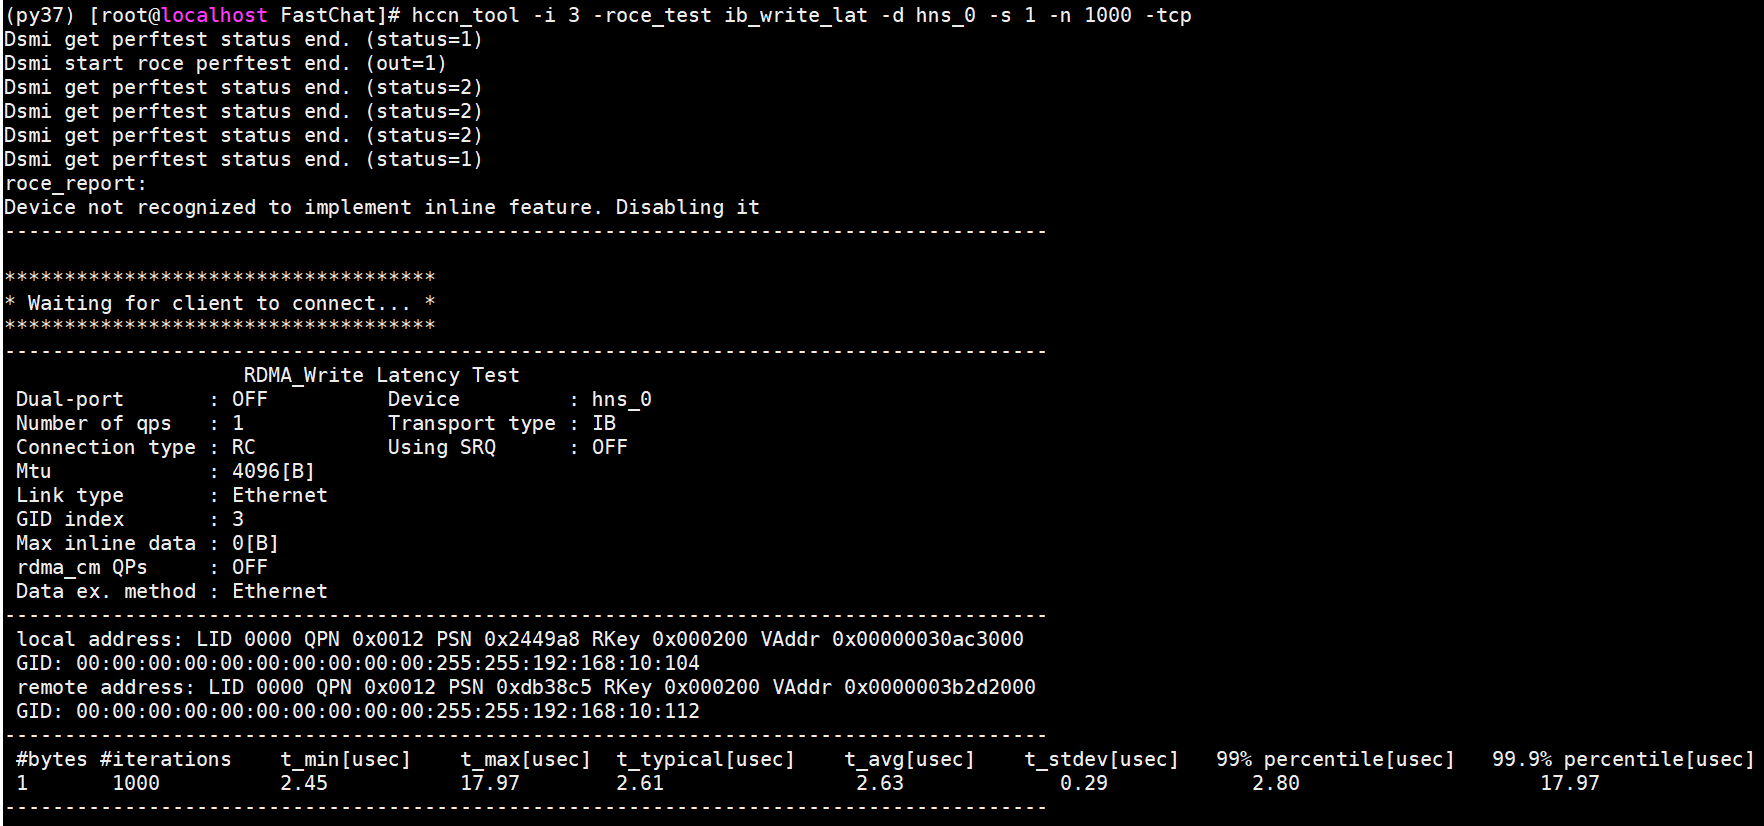 (py37) [root@localhost FastChat]# hccn_tool -i 3 -roce_test ib_write_lat -d hns_0 -s 1 -n 1000 -tcp
Dsmi get perftest status end. (status=1)
Dsmi start roce perftest end. (out=1)
Dsmi get perftest status end. (status=2)
Dsmi get perftest status end. (status=2)
Dsmi get perftest status end. (status=2)
Dsmi get perftest status end. (status=1)
roce_report:
Device not recognized to implement inline feature. Disabling it
---------------------------------------------------------------------------------------
************************************
* Waiting for client to connect... *
************************************
---------------------------------------------------------------------------------------
                    RDMA_Write Latency Test
 Dual-port       : OFF          Device         : hns_0
 Number of qps   : 1            Transport type : IB
 Connection type : RC           Using SRQ      : OFF
 Mtu             : 4096[B]
 Link type       : Ethernet
 GID index       : 3
 Max inline data : 0[B]
 rdma_cm QPs     : OFF
 Data ex. method : Ethernet
---------------------------------------------------------------------------------------
 local address: LID 0000 QPN 0x0012 PSN 0x2449a8 RKey 0x000200 VAddr 0x00000030ac3000
 GID: 00:00:00:00:00:00:00:00:00:00:255:255:192:168:10:104
 remote address: LID 0000 QPN 0x0012 PSN 0xdb38c5 RKey 0x000200 VAddr 0x0000003b2d2000
 GID: 00:00:00:00:00:00:00:00:00:00:255:255:192:168:10:112
---------------------------------------------------------------------------------------
 #bytes #iterations    t_min[usec]    t_max[usec]  t_typical[usec]    t_avg[usec]    t_stdev[usec]   99% percentile[usec]   99.9% percentile[usec]
 1       1000          2.45           17.97        2.61                2.63             0.29            2.80                    17.97
---------------------------------------------------------------------------------------